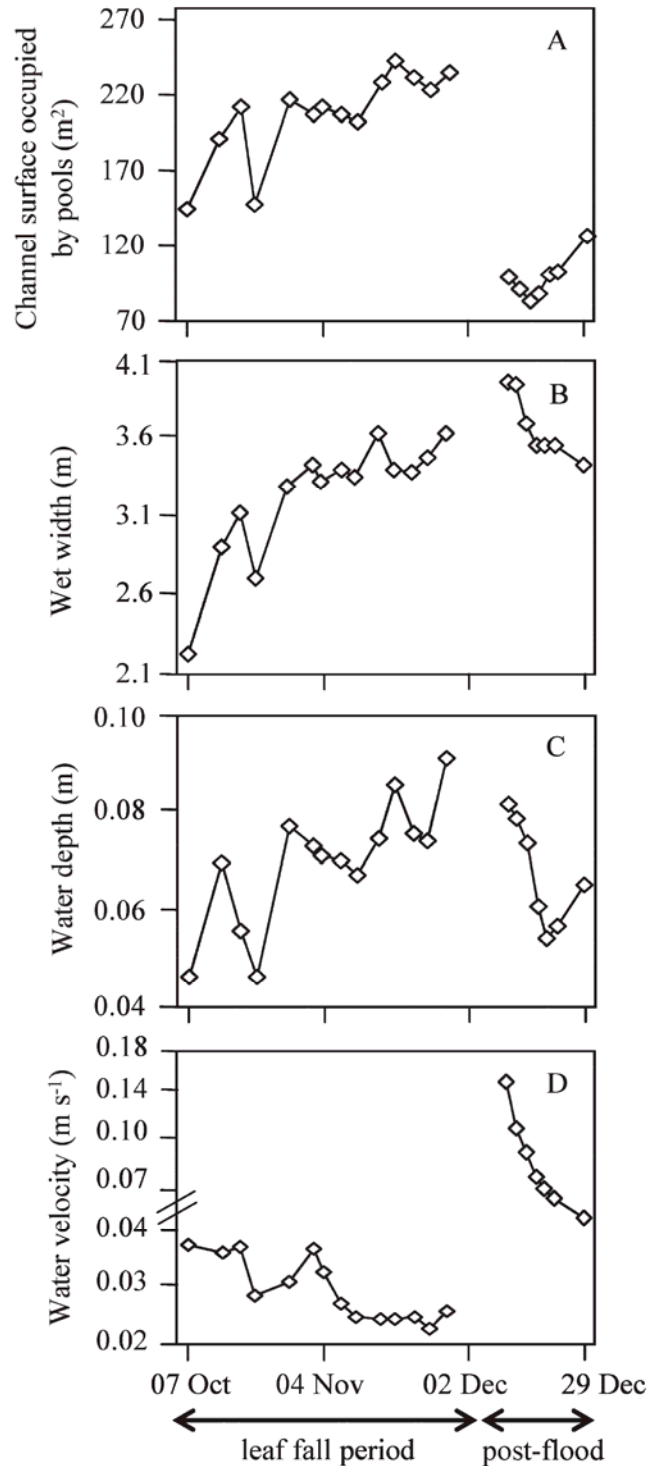 270
220
170
120
70
Channel surface occupied
by pools (m²)
A
4.1
3.6
3.1
2.6
2.1
Wet width (m)
B
0.10
0.08
0.06
0.04
Water depth (m)
C
0.18
0.14
0.10
0.07
0.04
0.03
0.02
Water velocity (m s⁻¹)
D
07 Oct 04 Nov 02 Dec 29 Dec
leaf fall period post-flood